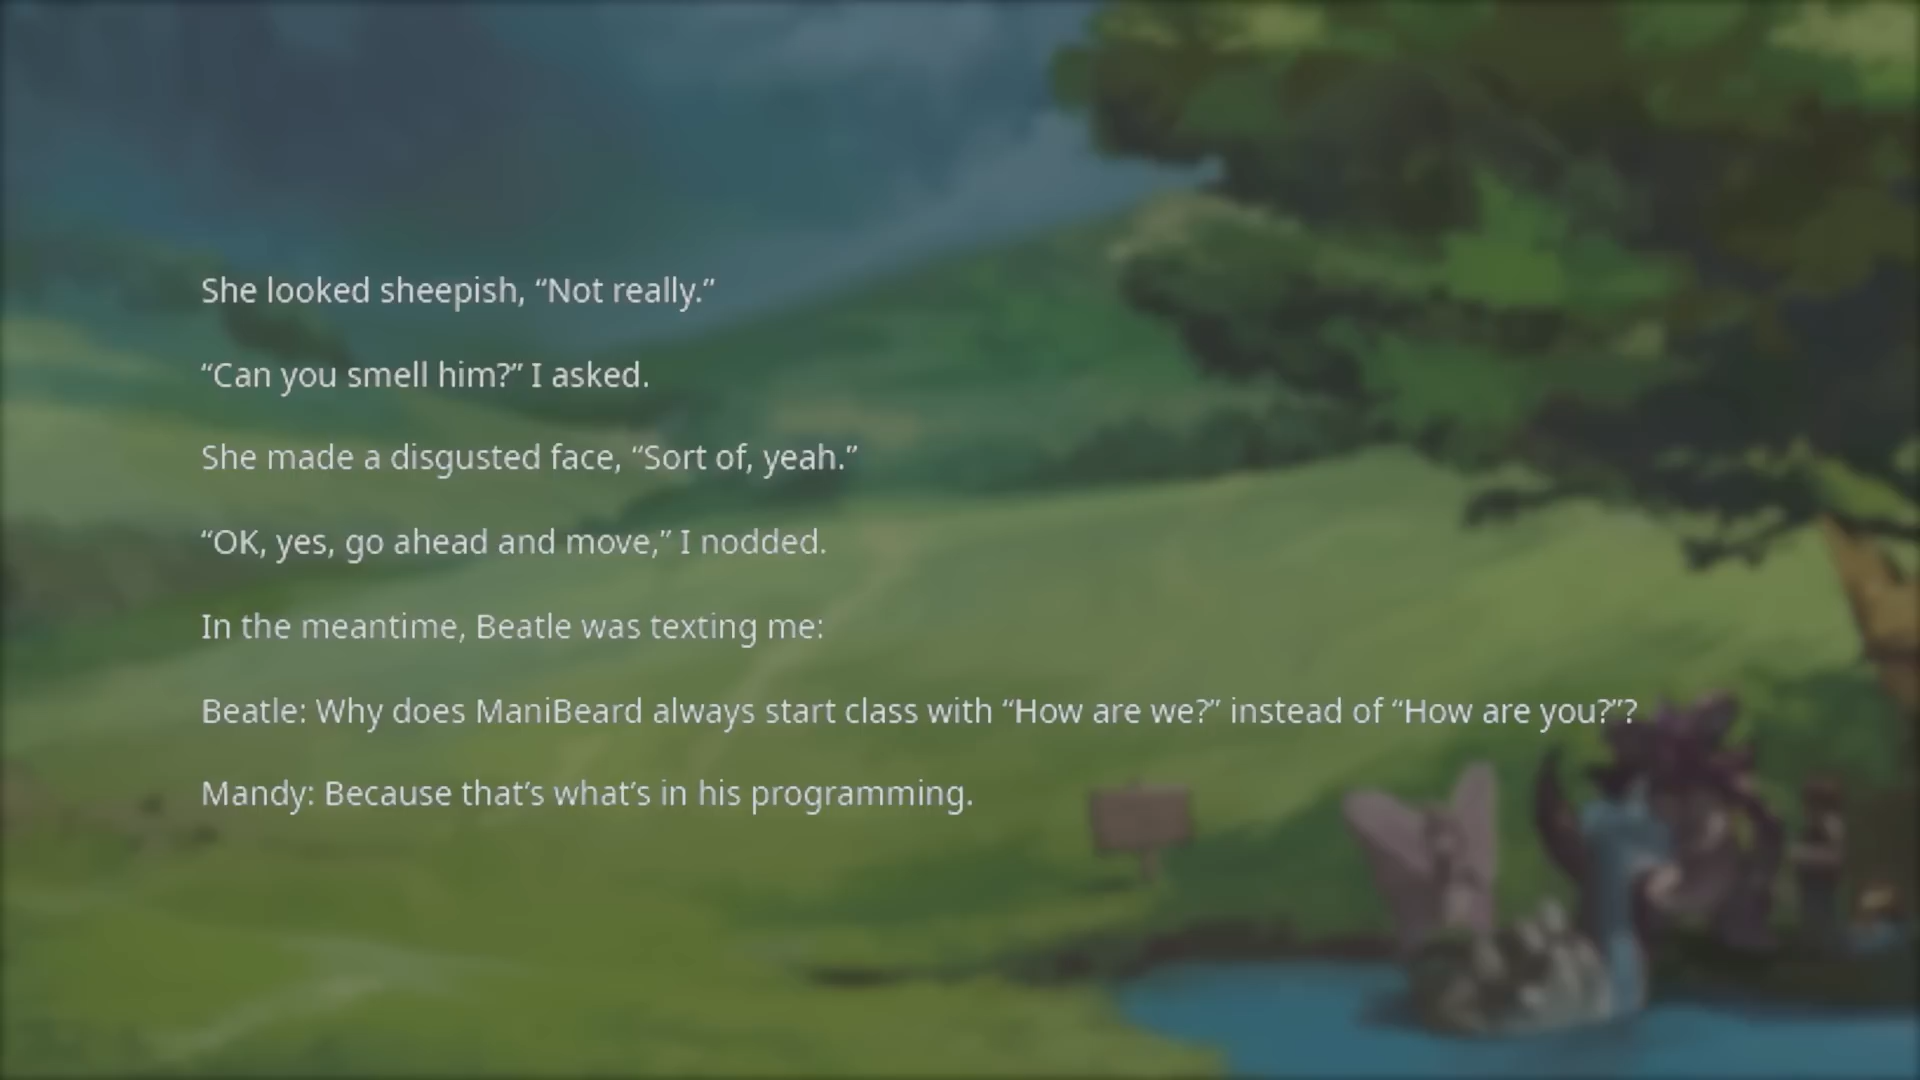 She looked sheepish, “Not really.”
“Can you smell him?” I asked.
She made a disgusted face, “Sort of, yeah.”
“OK, yes, go ahead and move,” I nodded.
In the meantime, Beatle was texting me:
Beatle: Why does ManiBeard always start class with “How are we?” instead of “How are you?”?
Mandy: Because that’s what’s in his programming.